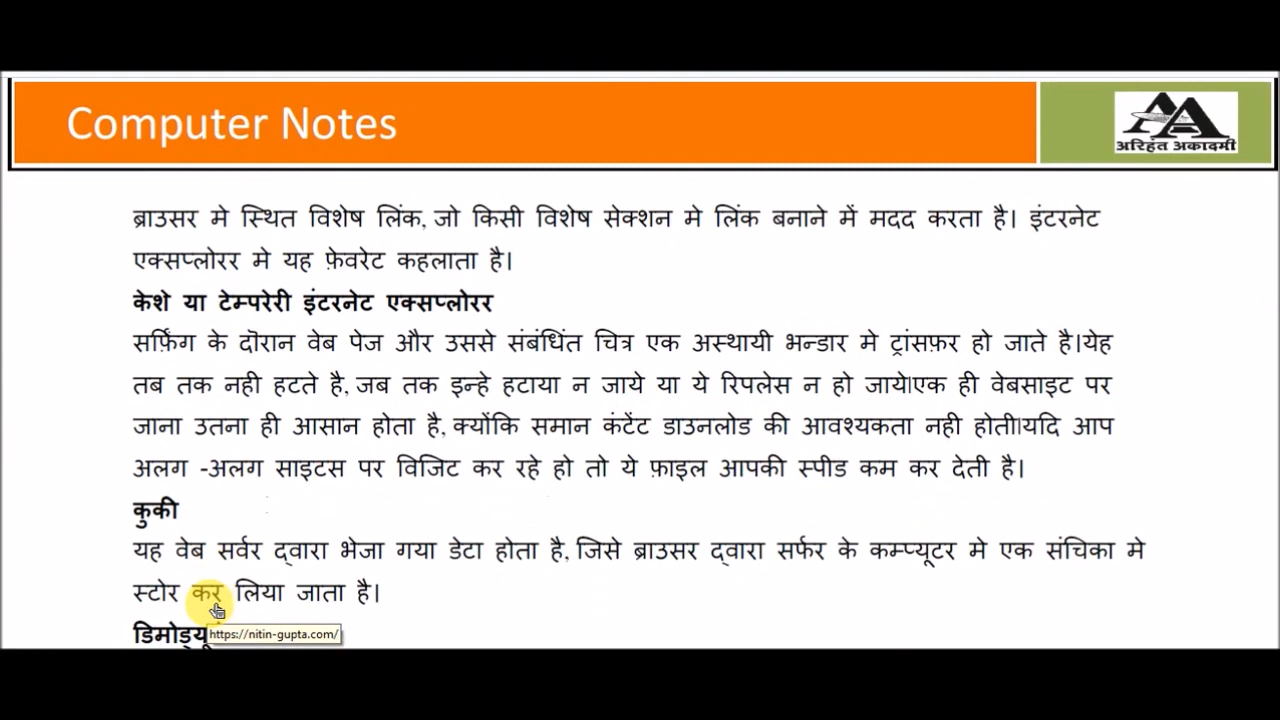 Computer Notes
अरिहंत अकादमी
ब्राउसर मे स्थित विशेष लिंक, जो किसी विशेष सेक्शन मे लिंक बनाने में मदद करता है। इंटरनेट
एक्सप्लोरर मे यह फ़ेवरेट कहलाता है।
केशे या टेम्परेरी इंटरनेट एक्सप्लोरर
सर्फ़िंग के दॊरान वेब पेज और उससे संबंधिंत चित्र एक अस्थायी भन्डार मे ट्रांसफ़र हो जाते है।येह
तब तक नही हटते है, जब तक इन्हे हटाया न जाये या ये रिपलेस न हो जाये।एक ही वेबसाइट पर
जाना उतना ही आसान होता है, क्योंकि समान कंटेंट डाउनलोड की आवश्यकता नही होती।यदि आप
अलग -अलग साइटस पर विजिट कर रहे हो तो ये फ़ाइल आपकी स्पीड कम कर देती है।
कुकी
यह वेब सर्वर द्वारा भेजा गया डेटा होता है, जिसे ब्राउसर द्वारा सर्फर के कम्प्यूटर मे एक संचिका मे
स्टोर कर लिया जाता है।
https://nitin-gupta.com/